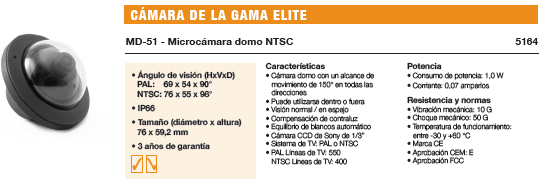 CÁMARA DE LA GAMA ELITE
MD-51 - Microcámara domo NTSC 5164
• Ángulo de visión (HxVxD)
PAL: 69 x 54 x 90°
NTSC: 76 x 55 x 98°
• IP66
• Tamaño (diámetro x altura)
76 x 59,2 mm
• 3 años de garantía
Características
• Cámara domo con un alcance de
movimiento de 150° en todas las
direcciones
• Puede utilizarse dentro o fuera
• Visión normal / en espejo
• Compensación de contraluz
• Equilibrio de blancos automático
• Cámara CCD de Sony de 1/3"
• Sistema de TV: PAL o NTSC
• PAL Líneas de TV: 550
NTSC Líneas de TV: 400
Potencia
• Consumo de potencia: 1,0 W
• Corriente: 0,07 amperios
Resistencia y normas
• Vibración mecánica: 10 G
• Choque mecánico: 50 G
• Temperatura de funcionamiento:
entre -30 y +60 °C
• Marca CE
• Aprobación CEM: E
• Aprobación FCC